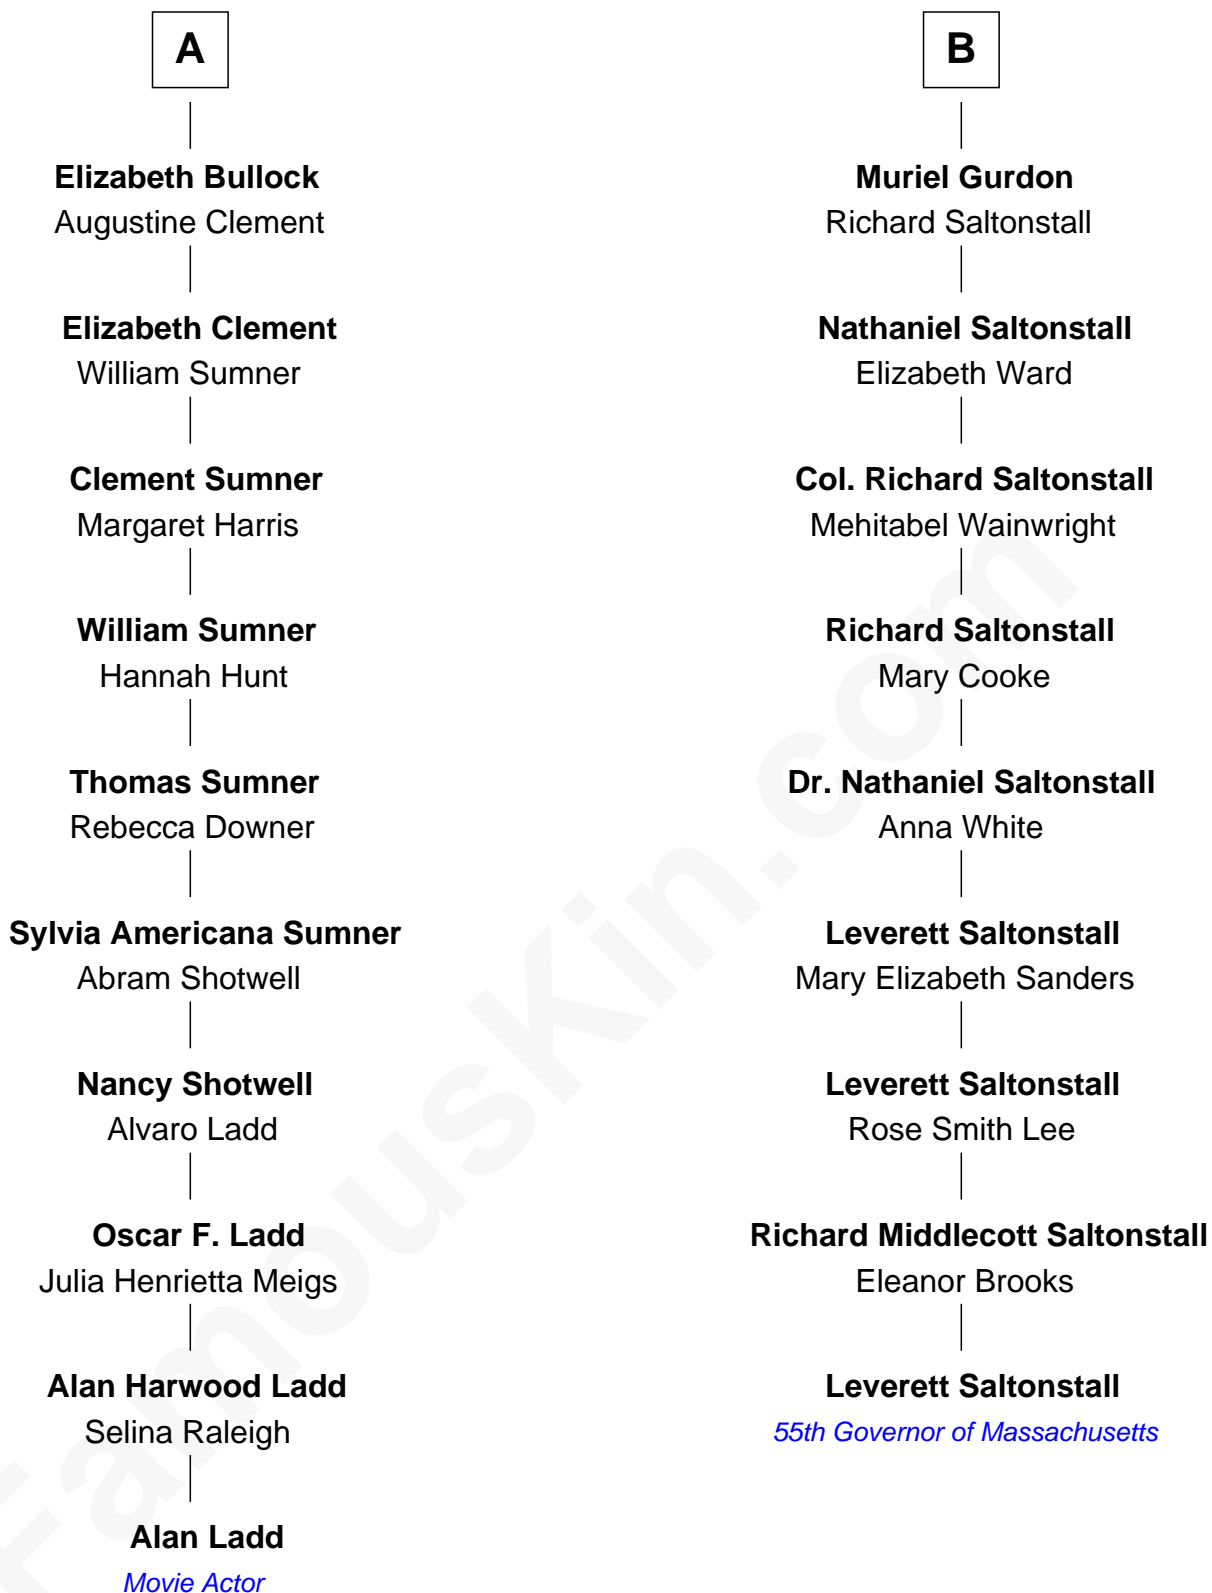 A
Elizabeth Bullock
Augustine Clement
Elizabeth Clement
William Sumner
Clement Sumner
Margaret Harris
William Sumner
Hannah Hunt
Thomas Sumner
Rebecca Downer
Sylvia Americana Sumner
Abram Shotwell
Nancy Shotwell
Alvaro Ladd
Oscar F. Ladd
Julia Henrietta Meigs
Alan Harwood Ladd
Selina Raleigh
Alan Ladd
Movie Actor
B
Muriel Gurdon
Richard Saltonstall
Nathaniel Saltonstall
Elizabeth Ward
Col. Richard Saltonstall
Mehitabel Wainwright
Richard Saltonstall
Mary Cooke
Dr. Nathaniel Saltonstall
Anna White
Leverett Saltonstall
Mary Elizabeth Sanders
Leverett Saltonstall
Rose Smith Lee
Richard Middlecott Saltonstall
Eleanor Brooks
Leverett Saltonstall
55th Governor of Massachusetts
FamousKin.com